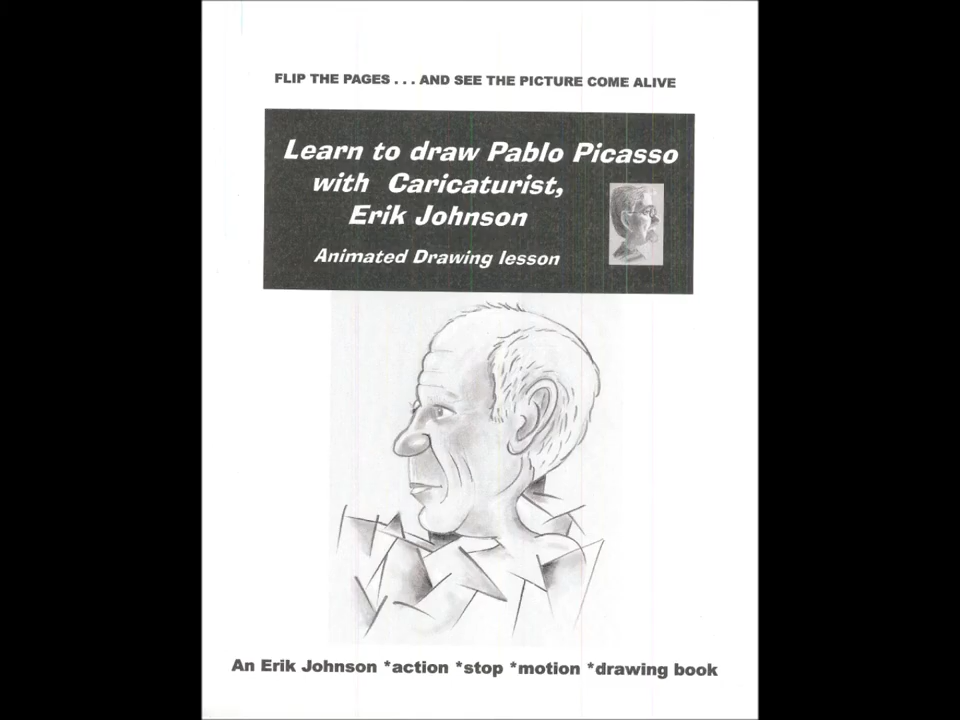 FLIP THE PAGES . . . AND SEE THE PICTURE COME ALIVE
Learn to draw Pablo Picasso
with Caricaturist,
Erik Johnson
Animated Drawing lesson
An Erik Johnson *action *stop *motion *drawing book